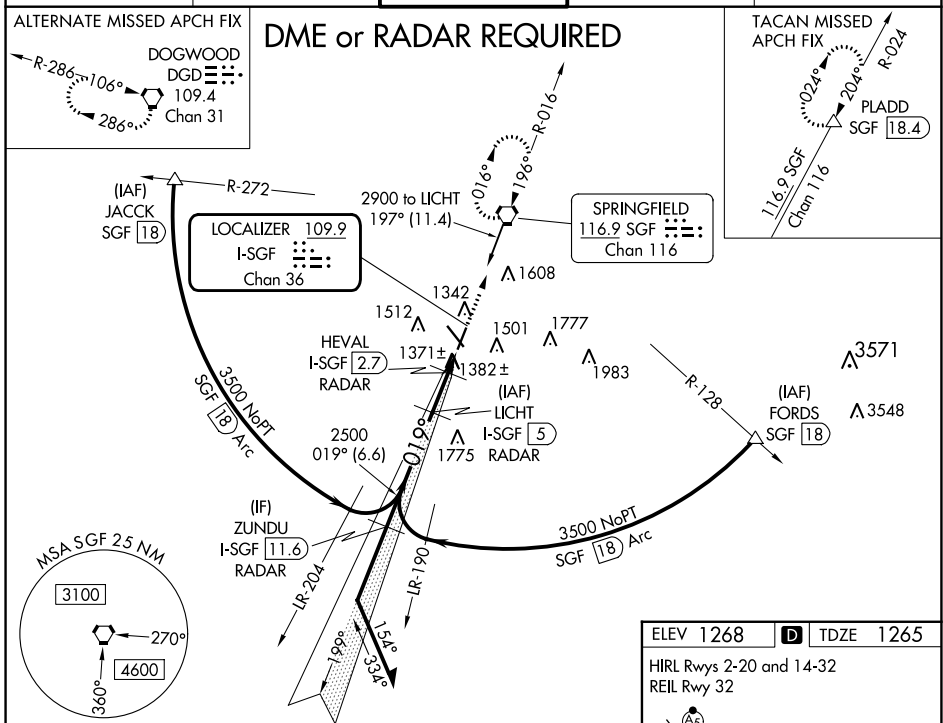 ALTERNATE MISSED APCH FIX
DOGWOOD
DGD
109.4
Chan 31
R-286
106°
286°
DME or RADAR REQUIRED
TACAN MISSED
APCH FIX
R-024
024°
204°
PLADD
SGF 18.4
116.9 SGF
Chan 116
(IAF)
JACCK
SGF 18
R-272
2900 to LICHT
197° (11.4)
016°
196°
R-016
SPRINGFIELD
116.9 SGF
Chan 116
LOCALIZER 109.9
I-SGF
Chan 36
1608
1342
1512
1501
1777
1983
HEVAL
I-SGF 2.7
RADAR
1371±
1382±
(IAF)
LICHT
I-SGF 5
RADAR
1775
R-128
3571
(IAF)
FORDS
SGF 18
3548
3500 NoPT
SGF 18 Arc
2500
019° (6.6)
019°
(IF)
ZUNDU
I-SGF 11.6
RADAR
3500 NoPT
SGF 18 Arc
LR-204
LR-190
199°
154°
334°
MSA SGF 25 NM
3100
270°
4600
360°
ELEV 1268 D TDZE 1265
HIRL Rwys 2-20 and 14-32
REIL Rwy 32
A5